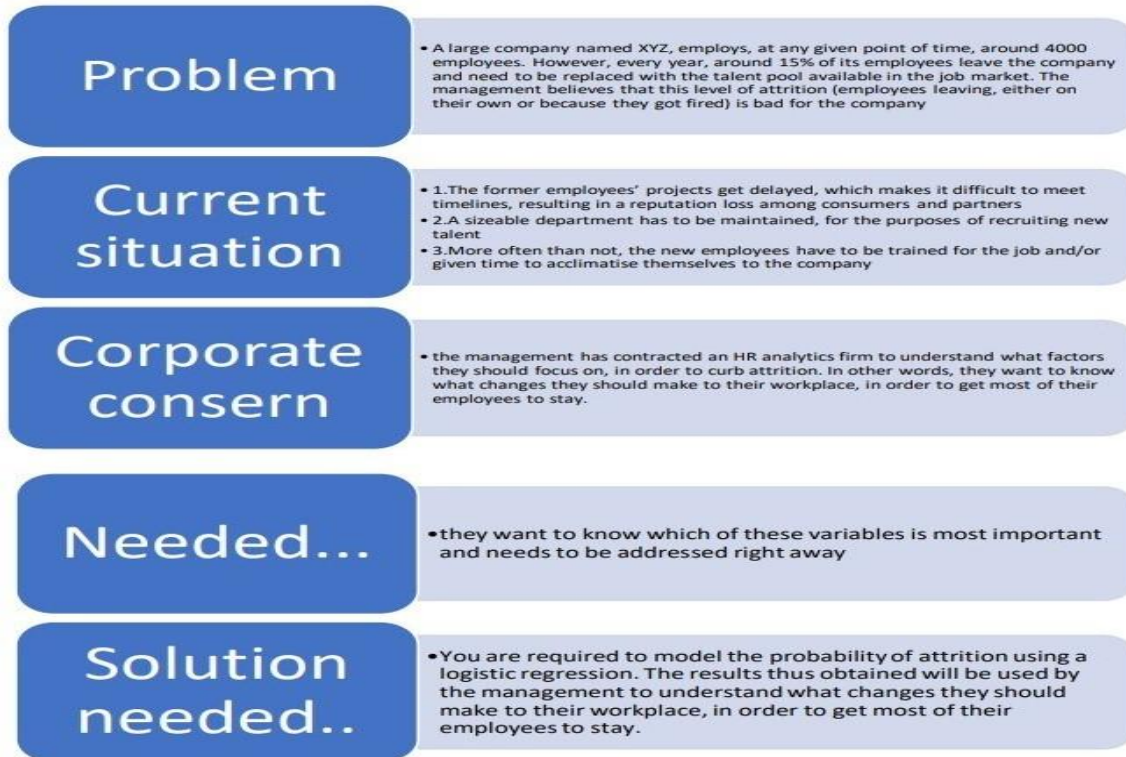 Problem
• A large company named XYZ, employs, at any given point of time, around 4000
employees. However, every year, around 15% of its employees leave the company
and need to be replaced with the talent pool available in the job market. The
management believes that this level of attrition (employees leaving, either on
their own or because they got fired) is bad for the company
Current
situation
• 1.The former employees’ projects get delayed, which makes it difficult to meet
timelines, resulting in a reputation loss among consumers and partners
• 2.A sizeable department has to be maintained, for the purposes of recruiting new
talent
• 3.More often than not, the new employees have to be trained for the job and/or
given time to acclimatise themselves to the company
Corporate
consern
• the management has contracted an HR analytics firm to understand what factors
they should focus on, in order to curb attrition. In other words, they want to know
what changes they should make to their workplace, in order to get most of their
employees to stay.
Needed...
•they want to know which of these variables is most important
and needs to be addressed right away
Solution
needed..
•You are required to model the probability of attrition using a
logistic regression. The results thus obtained will be used by
the management to understand what changes they should
make to their workplace, in order to get most of their
employees to stay.